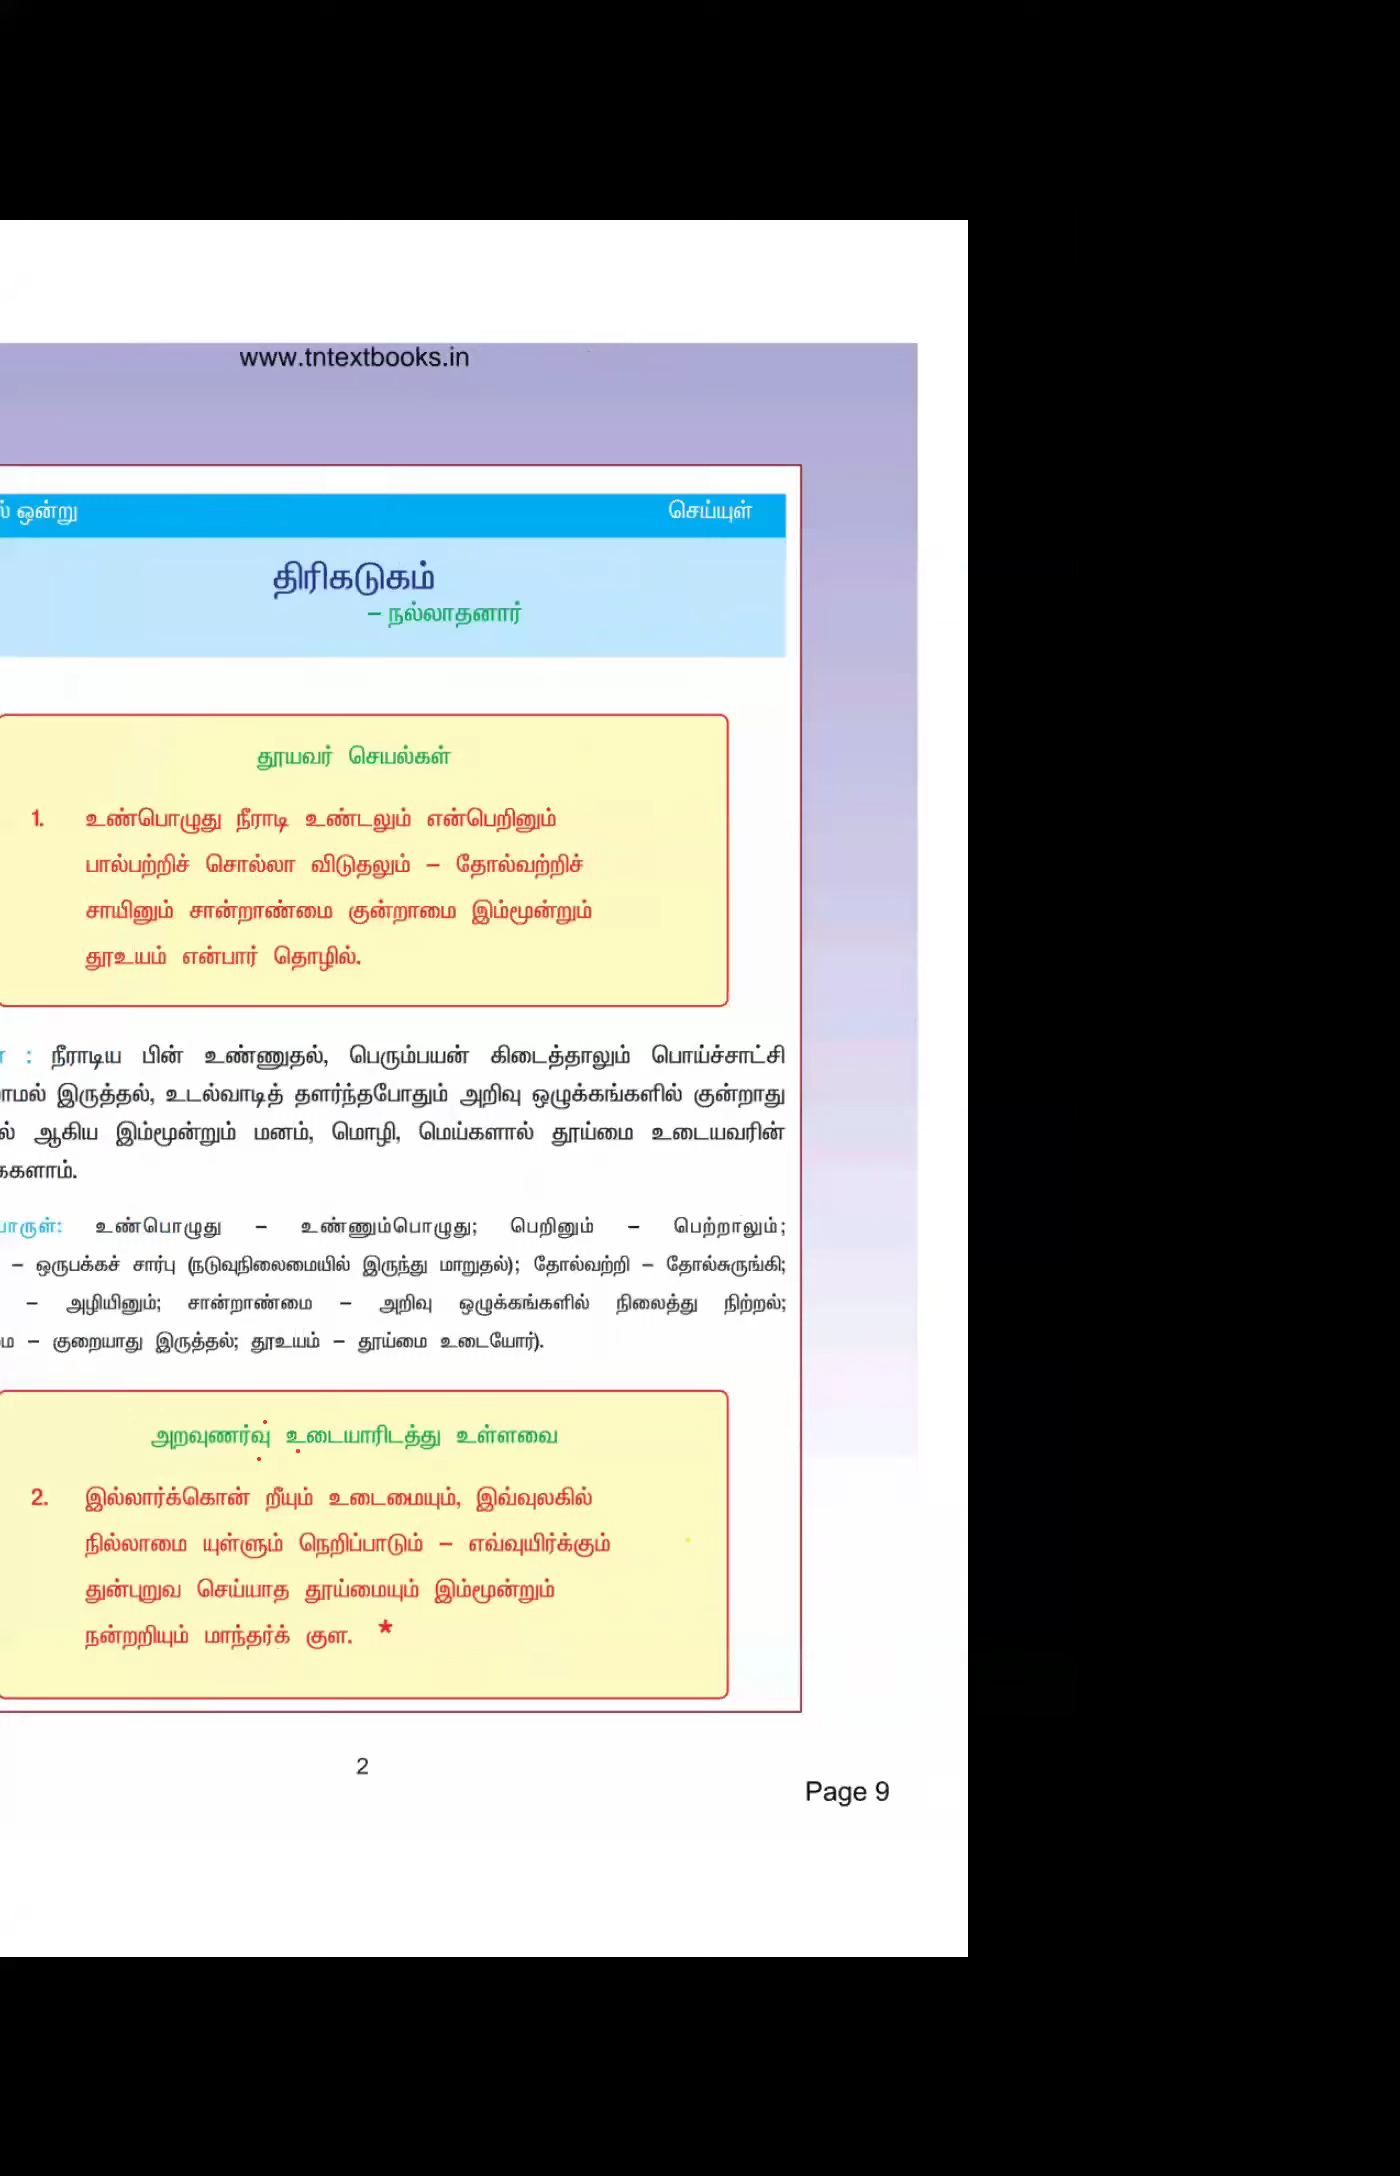 www.tntextbooks.in
ஒன்று செய்யுள்
திரிகடுகம்
– நல்லாதனார்
தூயவர் செயல்கள்
1. உண்பொழுது நீராடி உண்டலும் என்பெறினும்
பால்பற்றிச் சொல்லா விடுதலும் – தோல்வற்றிச்
சாயினும் சான்றாண்மை குன்றாமை இம்மூன்றும்
தூஉயம் என்பார் தொழில்.
: நீராடிய பின் உண்ணுதல், பெரும்பயன் கிடைத்தாலும் பொய்ச்சாட்சி
இருத்தல், உடல்வாடித் தளர்ந்தபோதும் அறிவு ஒழுக்கங்களில் குன்றாது
ஆகிய இம்மூன்றும் மனம், மொழி, மெய்களால் தூய்மை உடையவரின்
உண்பொழுது – உண்ணும்பொழுது; பெறினும் – பெற்றாலும்;
– ஒருபக்கச் சார்பு (நடுவுநிலைமையில் இருந்து மாறுதல்); தோல்வற்றி – தோல்சுருங்கி;
– அழியினும்; சான்றாண்மை – அறிவு ஒழுக்கங்களில் நிலைத்து நிற்றல்;
– குறையாது இருத்தல்; தூஉயம் – தூய்மை உடையோர்).
அறவுணர்வு உடையாரிடத்து உள்ளவை
2. இல்லார்க்கொன் றீயும் உடைமையும், இவ்வுலகில்
நில்லாமை யுள்ளும் நெறிப்பாடும் – எவ்வுயிர்க்கும்
துன்புறுவ செய்யாத தூய்மையும் இம்மூன்றும்
நன்றறியும் மாந்தர்க் குள. *
2
Page 9